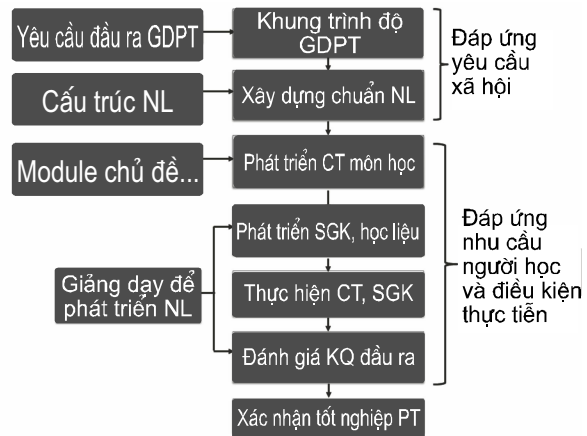 Yêu cầu đầu ra GDPT
Khung trình độ
GDPT
Đáp ứng
yêu cầu
xã hội
Cấu trúc NL
Xây dựng chuẩn NL
Module chủ đề...
Phát triển CT môn học
Phát triển SGK, học liệu
Đáp ứng
nhu cầu
người học
và điều kiện
thực tiễn
Giảng dạy để
phát triển NL
Thực hiện CT, SGK
Đánh giá KQ đầu ra
Xác nhận tốt nghiệp PT